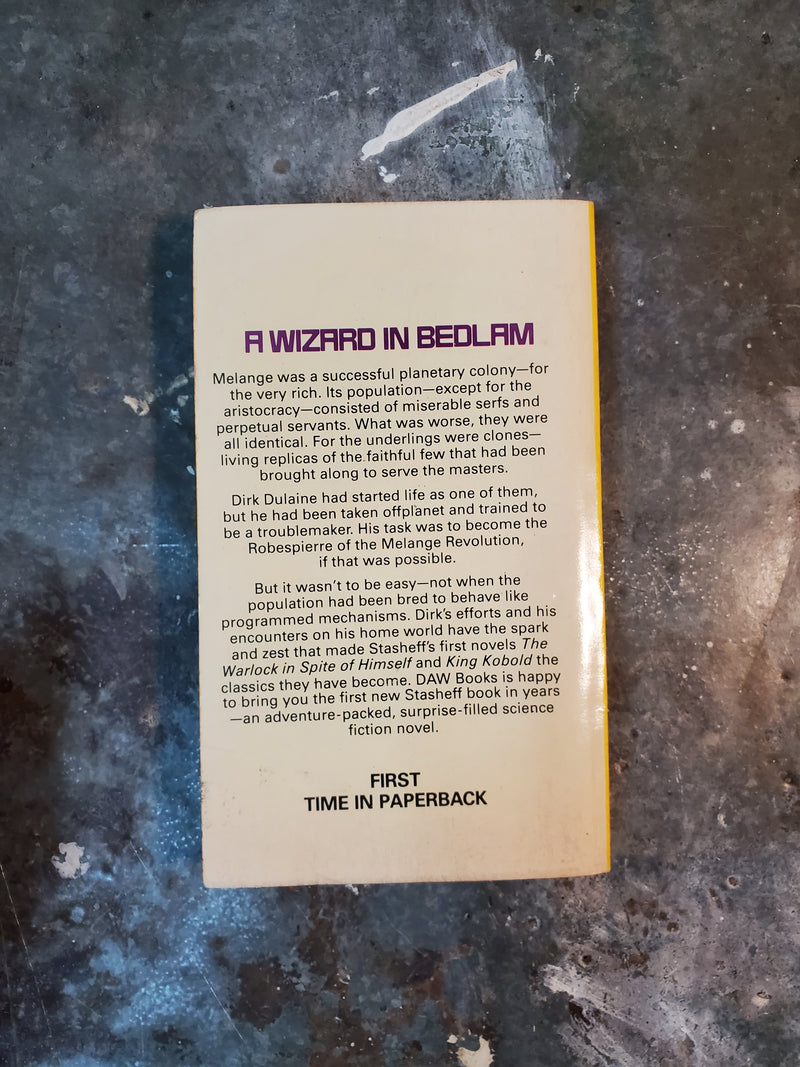 A WIZARD IN BEDLAM
Melange was a successful planetary colony—for
the very rich. Its population—except for the
aristocracy—consisted of miserable serfs and
perpetual servants. What was worse, they were
all identical. For the underlings were clones—
living replicas of the faithful few that had been
brought along to serve the masters.
Dirk Dulaine had started life as one of them,
but he had been taken offplanet and trained to
be a troublemaker. His task was to become the
Robespierre of the Melange Revolution,
if that was possible.
But it wasn't to be easy—not when the
population had been bred to behave like
programmed mechanisms. Dirk's efforts and his
encounters on his home world have the spark
and zest that made Stasheff's first novels The
Warlock in Spite of Himself and King Kobold the
classics they have become. DAW Books is happy
to bring you the first new Stasheff book in years
—an adventure-packed, surprise-filled science
fiction novel.
FIRST
TIME IN PAPERBACK